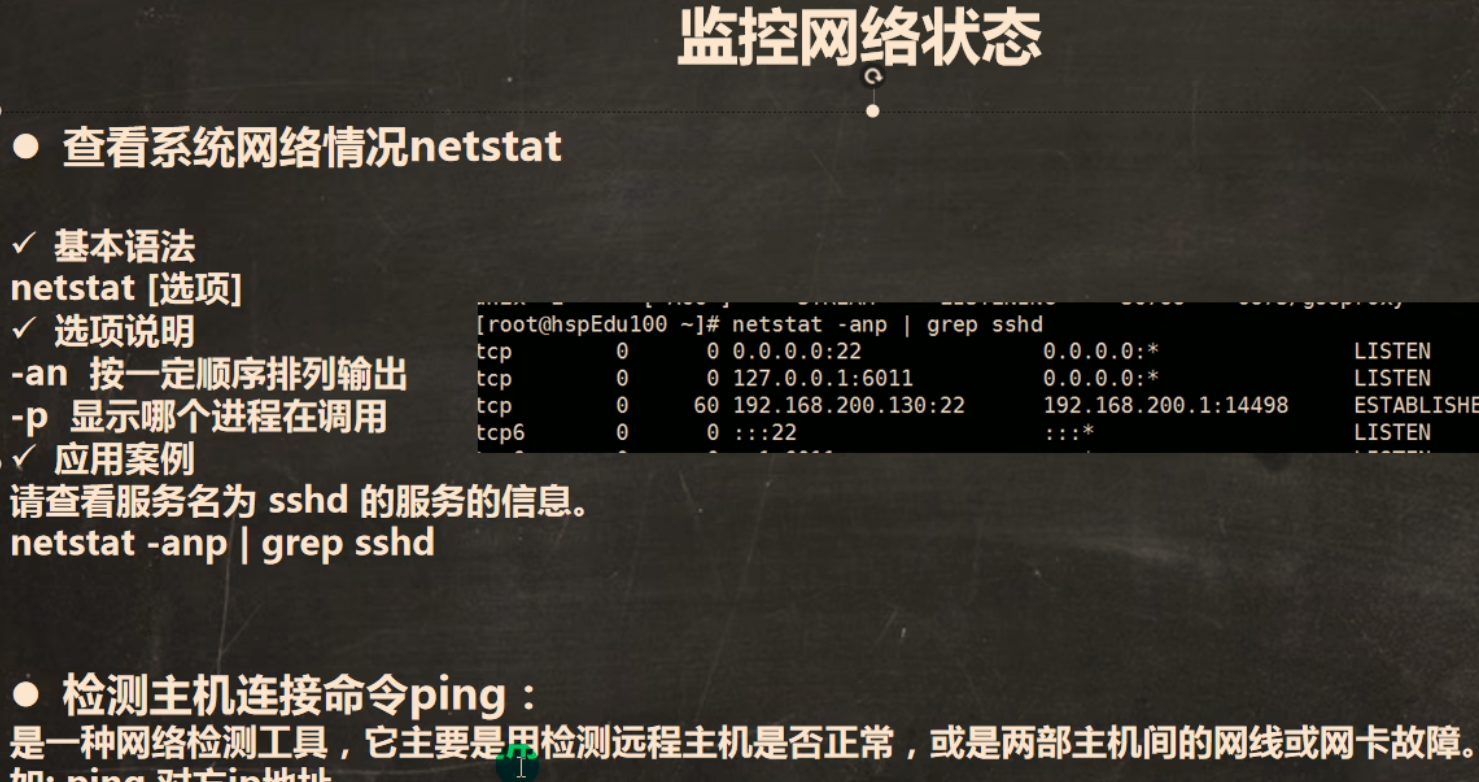 监控网络状态
● 查看系统网络情况netstat
✓ 基本语法
netstat [选项]
✓ 选项说明
-an 按一定顺序排列输出
-p 显示哪个进程在调用
✓ 应用案例
请查看服务名为 sshd 的服务的信息。
netstat -anp | grep sshd
[root@hspEdu100 ~]# netstat -anp | grep sshd
tcp 0 0 0.0.0.0:22 0.0.0.0:* LISTEN
tcp 0 0 127.0.0.1:6011 0.0.0.0:* LISTEN
tcp 0 60 192.168.200.130:22 192.168.200.1:14498 ESTABLISHE
tcp6 0 0 :::22 :::* LISTEN
● 检测主机连接命令ping：
是一种网络检测工具，它主要是用检测远程主机是否正常，或是两部主机间的网线或网卡故障。
如: ping 对方ip地址